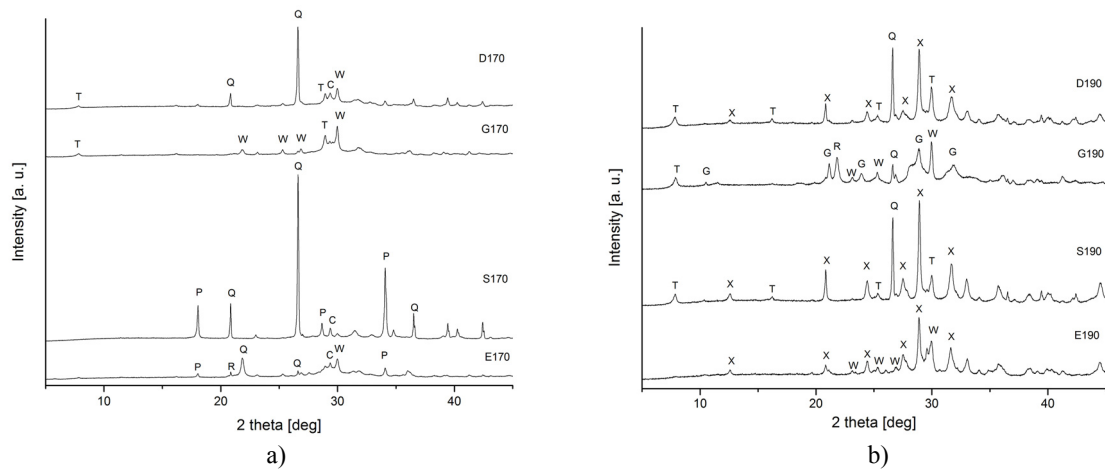 Intensity [a. u.]
Q
D170
T
Q
T
C
W
G170
T
W
W
W
T
W
Q
S170
P
Q
P
C
P
Q
E170
P
R
Q
Q
C
W
P
10
20
30
40
2 theta [deg]
a)
Intensity [a. u.]
D190
T
X
T
X
X
T
Q
X
X
T
X
G190
T
G
G
R
W
G
W
Q
G
W
G
S190
T
X
T
X
X
T
Q
X
X
T
X
E190
X
X
W
X
W
W
X
X
W
X
10
20
30
40
2 theta [deg]
b)